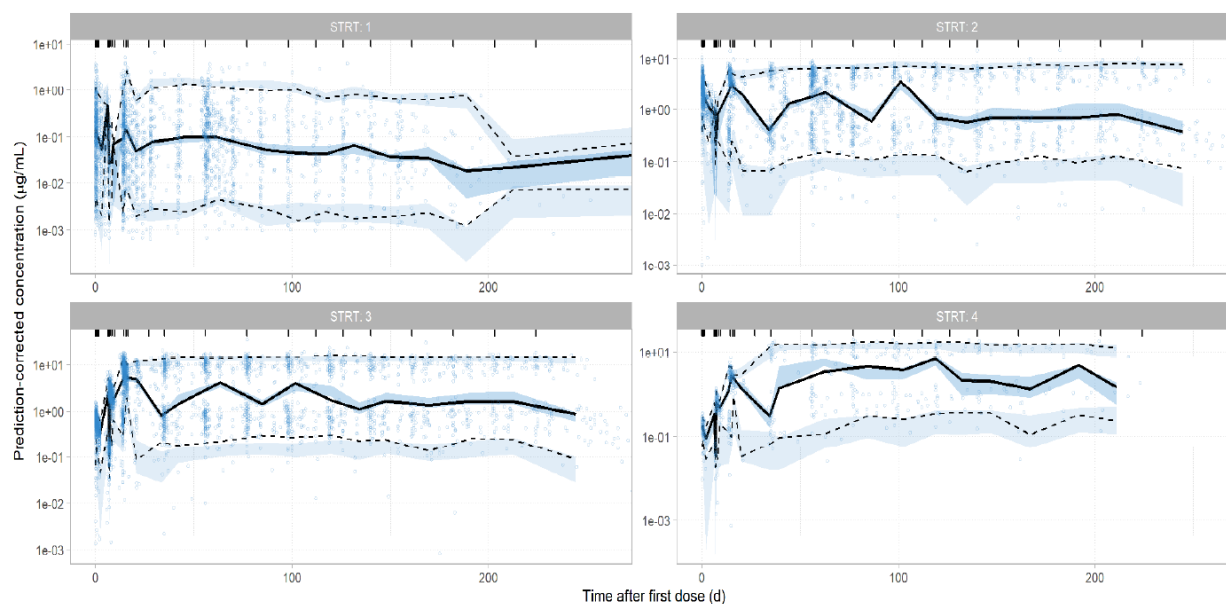 STRT: 1
STRT: 2
1e+01
1e+00
1e-01
1e-02
1e-03
0
100
200
1e+01
1e+00
1e-01
1e-02
1e-03
0
100
200
STRT: 3
STRT: 4
1e+01
1e+00
1e-01
1e-02
1e-03
0
100
200
1e+01
1e-01
1e-03
0
100
200
Prediction-corrected concentration (µg/mL)
Time after first dose (d)